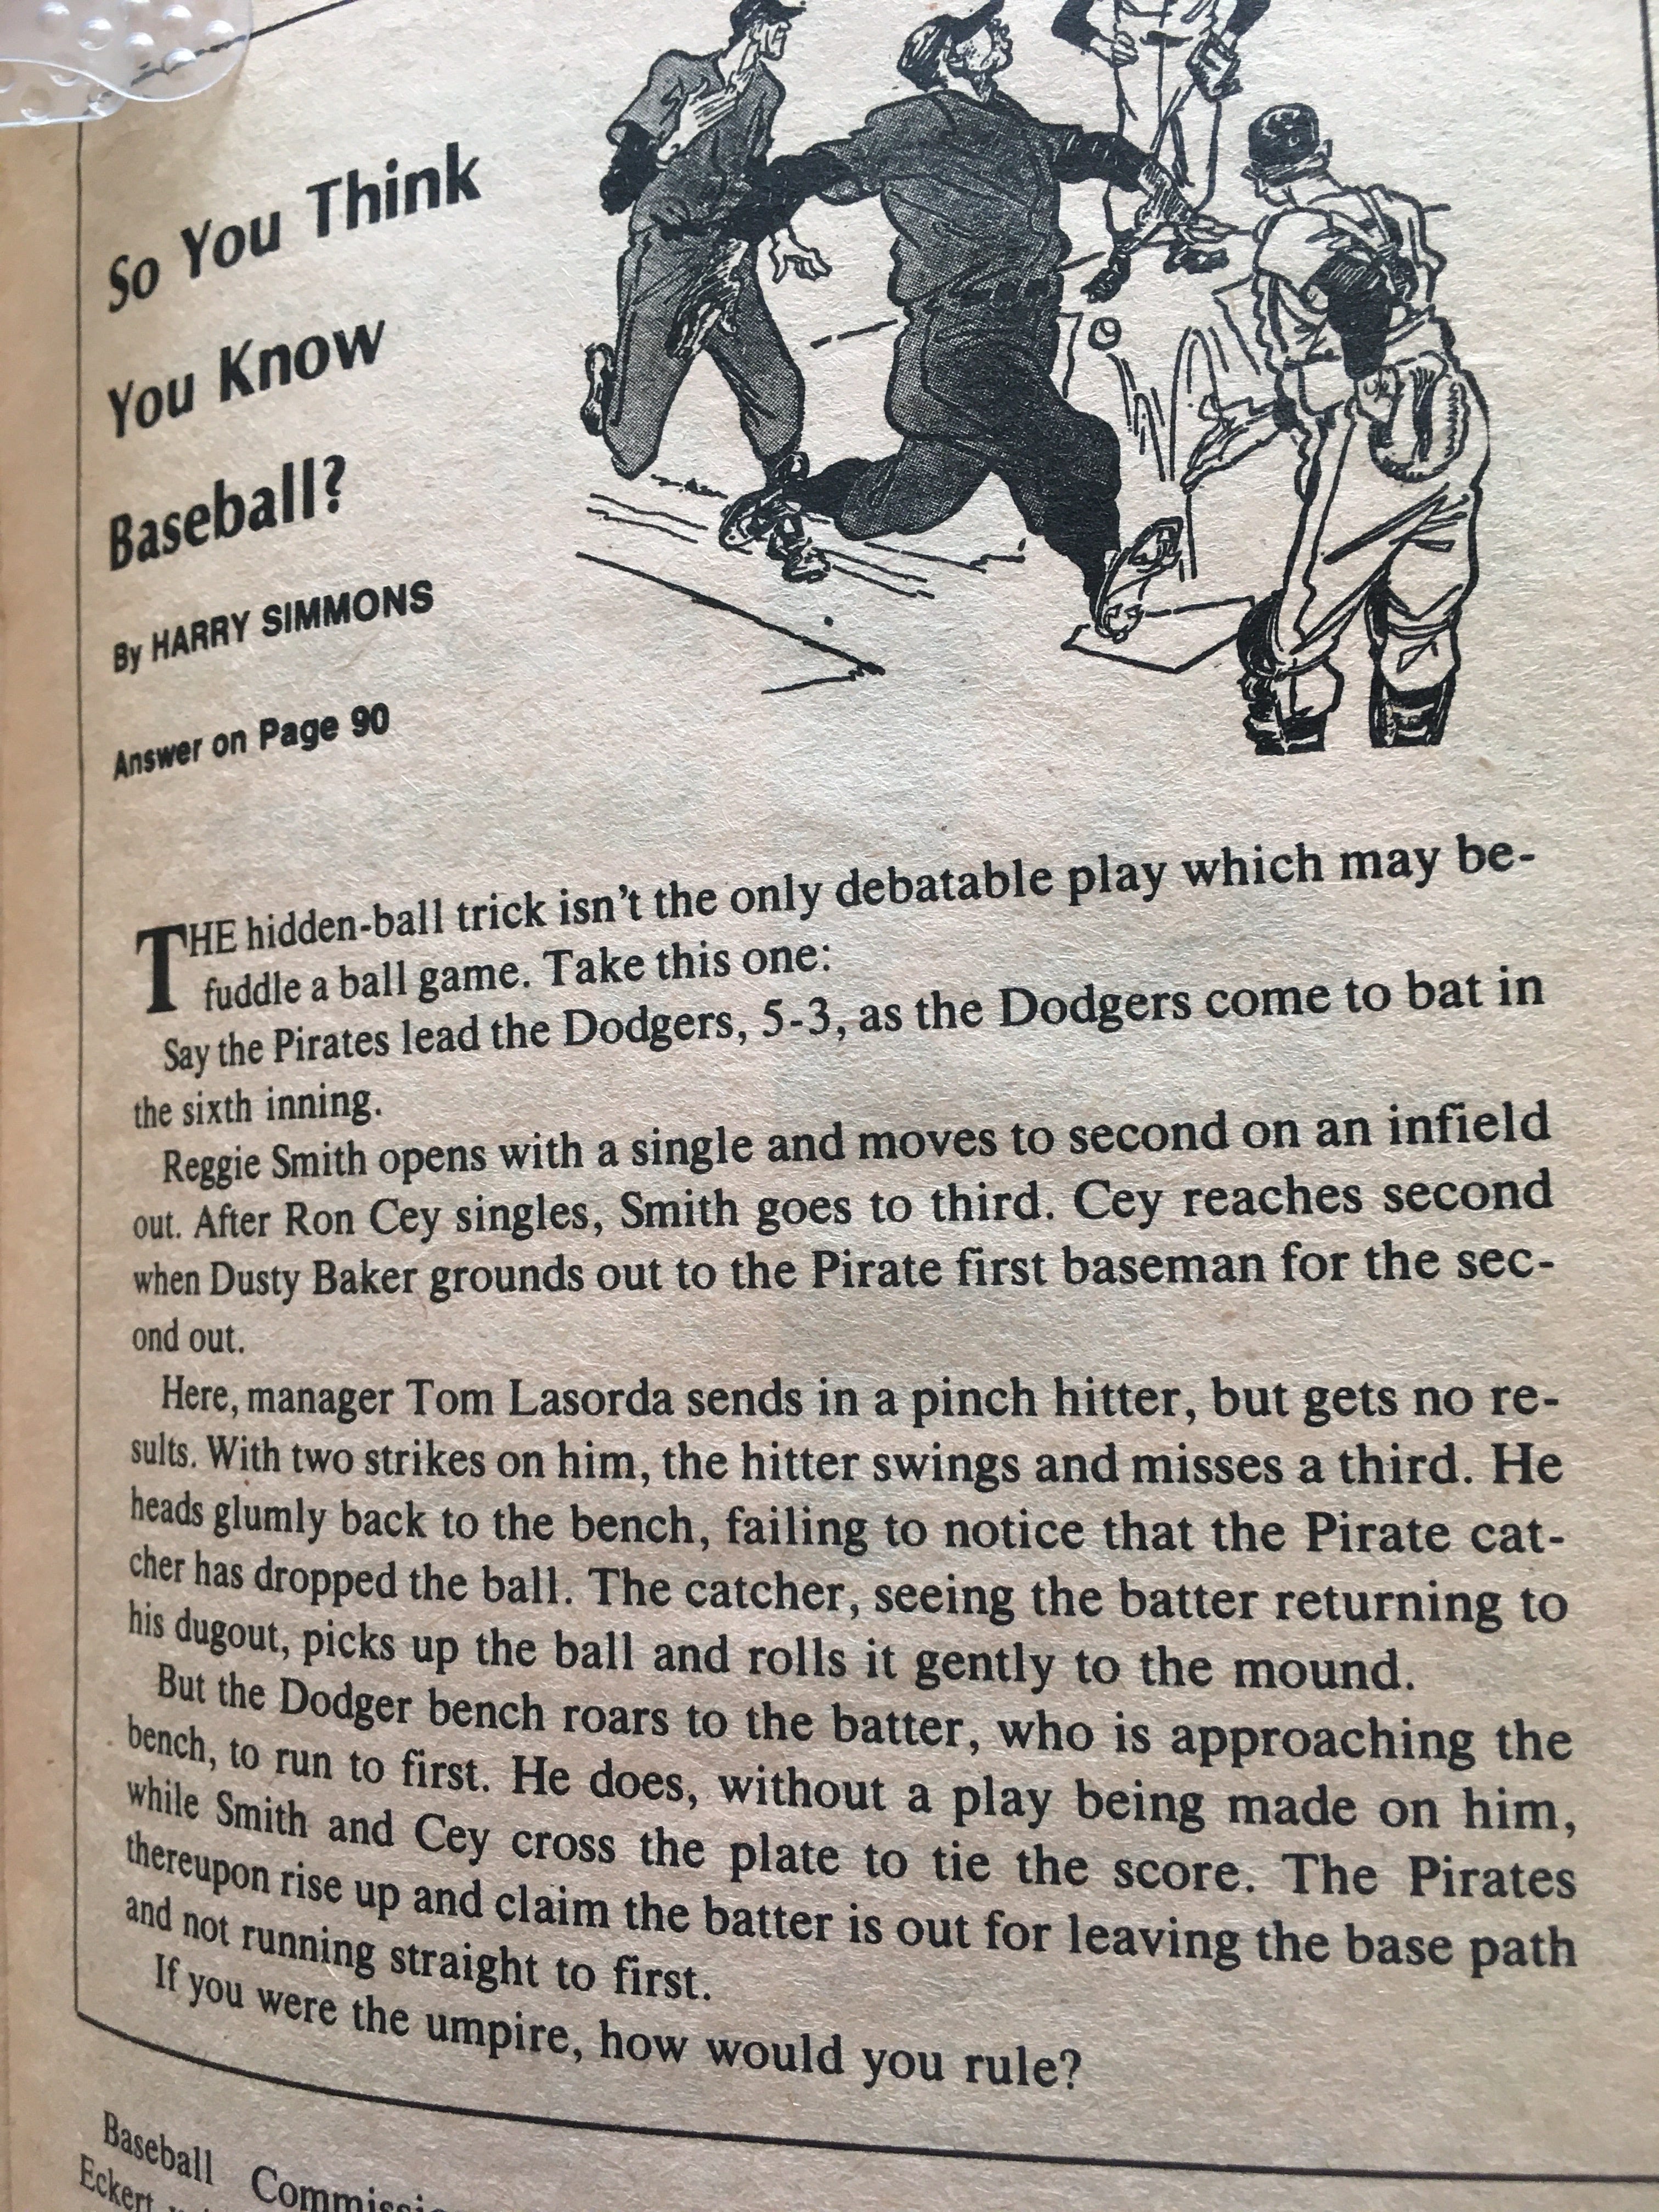 So You Think
You Know
Baseball?
By HARRY SIMMONS
Answer on Page 90
THE hidden-ball trick isn't the only debatable play which may be-
fuddle a ball game. Take this one:
Say the Pirates lead the Dodgers, 5-3, as the Dodgers come to bat in
the sixth inning.
Reggie Smith opens with a single and moves to second on an infield
out. After Ron Cey singles, Smith goes to third. Cey reaches second
when Dusty Baker grounds out to the Pirate first baseman for the sec-
ond out.
Here, manager Tom Lasorda sends in a pinch hitter, but gets no re-
sults. With two strikes on him, the hitter swings and misses a third. He
heads glumly back to the bench, failing to notice that the Pirate cat-
cher has dropped the ball. The catcher, seeing the batter returning to
his dugout, picks up the ball and rolls it gently to the mound.
But the Dodger bench roars to the batter, who is approaching the
bench, to run to first. He does, without a play being made on him,
while Smith and Cey cross the plate to tie the score. The Pirates
thereupon rise up and claim the batter is out for leaving the base path
and not running straight to first.
If you were the umpire, how would you rule?
Baseball
Eckert